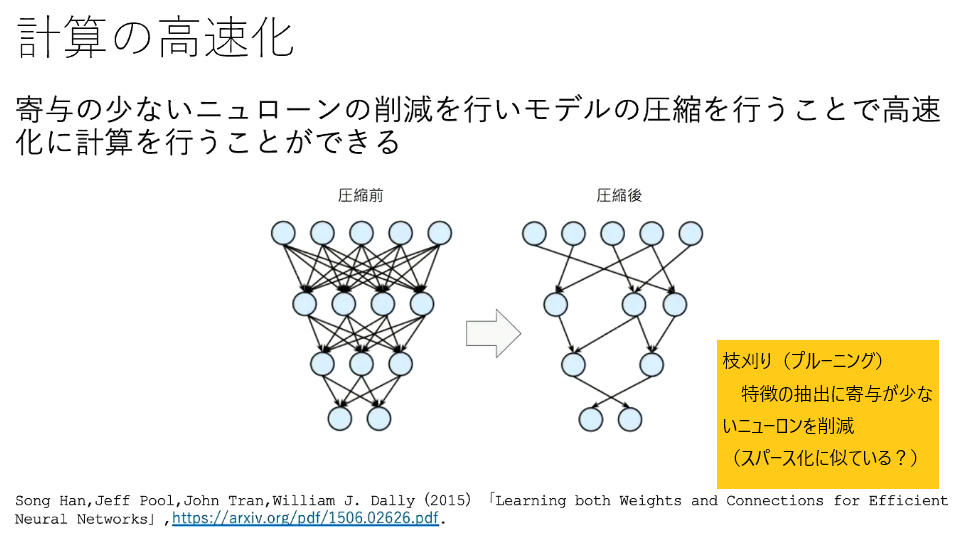 計算の高速化
寄与の少ないニュローンの削減を行いモデルの圧縮を行うことで高速
化に計算を行うことができる
圧縮前
圧縮後
枝刈り（プルーニング）
特徴の抽出に寄与が少な
いニューロンを削減
（スパース化に似ている？）
Song Han,Jeff Pool,John Tran,William J. Dally（2015）「Learning both Weights and Connections for Efficient
Neural Networks」,https://arxiv.org/pdf/1506.02626.pdf.